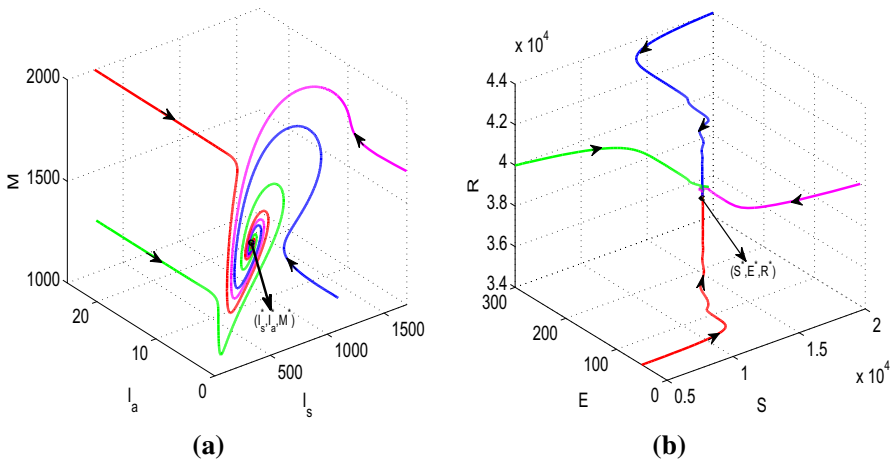 2000
1500
1000
M
20
10
0
I_a
500
1000
1500
I_s
(I_s^*,I_a^*,M^*)
(a)
x 10^4
4.4
4.2
4
3.8
3.6
3.4
R
300
200
100
0
E
0.5
1
1.5
2
x 10^4
S
(S^*,E^*,R^*)
(b)